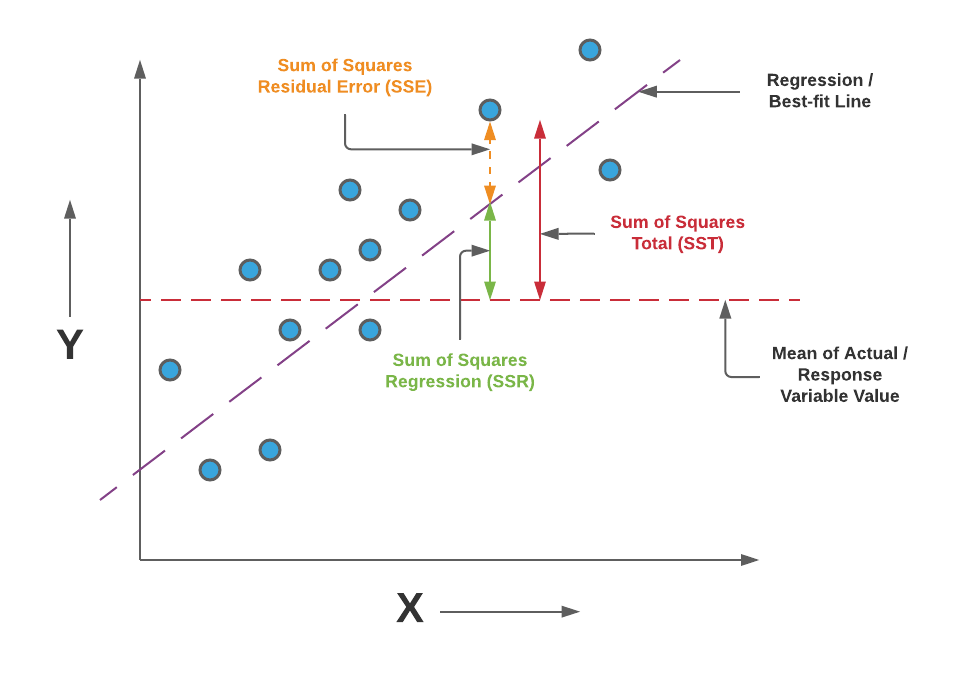 Sum of Squares
Residual Error (SSE)
Regression /
Best-fit Line
Sum of Squares
Total (SST)
Y
Sum of Squares
Regression (SSR)
Mean of Actual /
Response
Variable Value
X